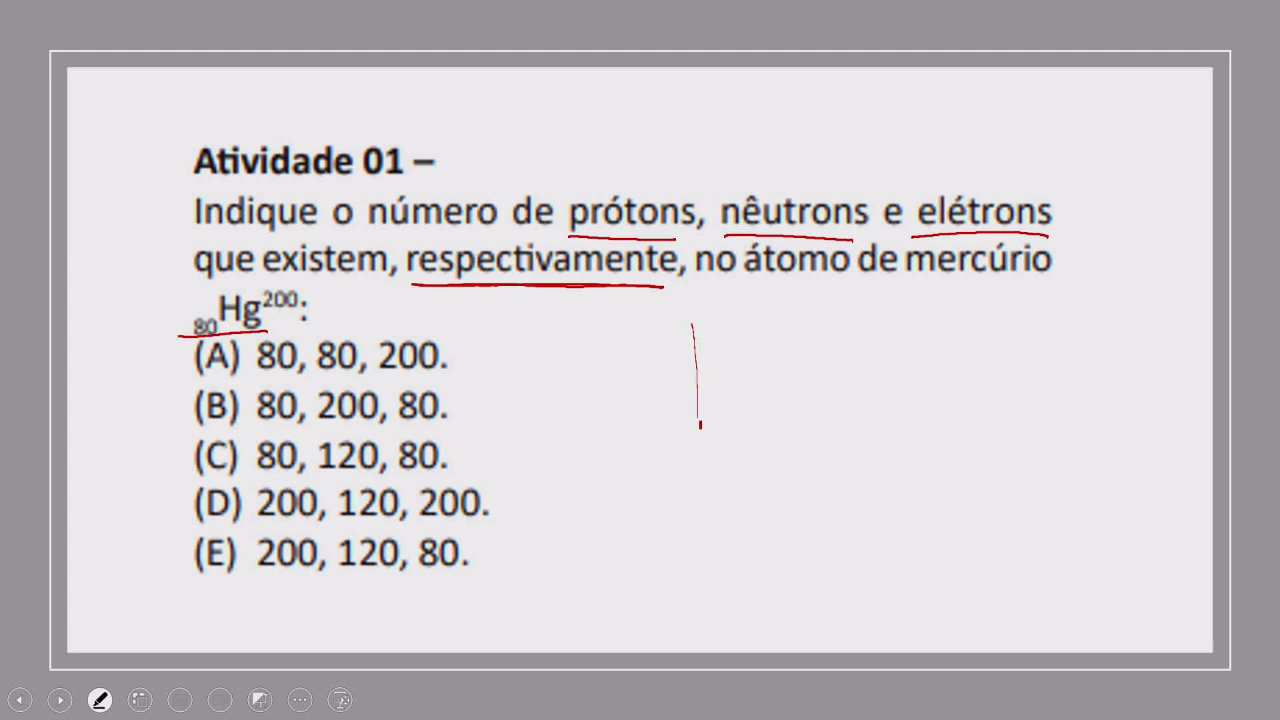 Atividade 01 –
Indique o número de prótons, nêutrons e elétrons
que existem, respectivamente, no átomo de mercúrio
₈₀Hg²⁰⁰:
(A) 80, 80, 200.
(B) 80, 200, 80.
(C) 80, 120, 80.
(D) 200, 120, 200.
(E) 200, 120, 80.